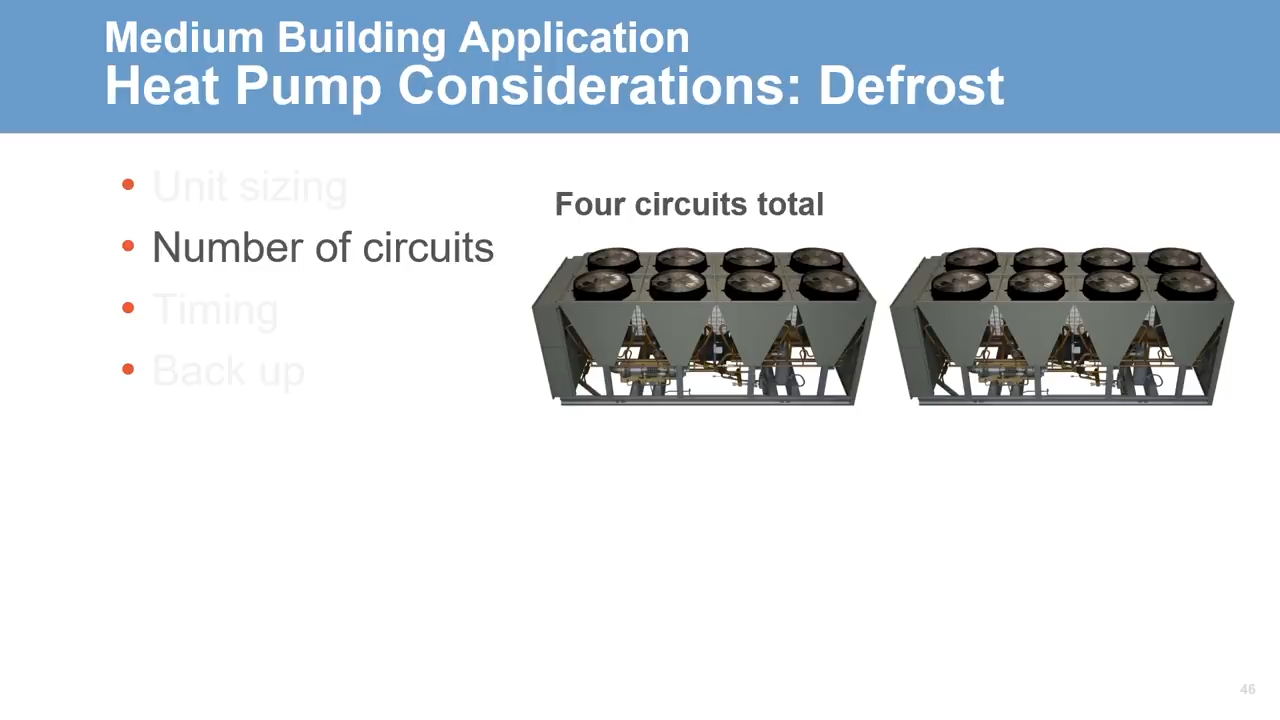 Medium Building Application
Heat Pump Considerations: Defrost
• Unit sizing
• Number of circuits
• Timing
• Back up
Four circuits total
46